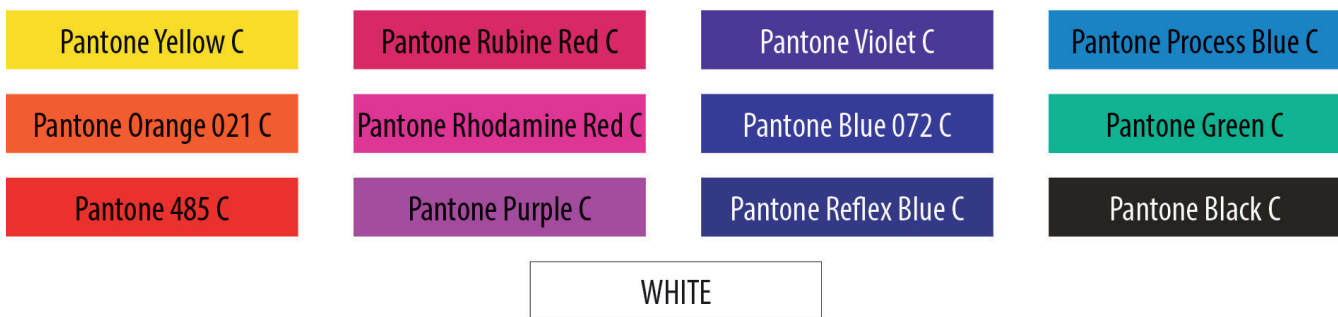 Pantone Yellow C
Pantone Rubine Red C
Pantone Violet C
Pantone Process Blue C
Pantone Orange 021 C
Pantone Rhodamine Red C
Pantone Blue 072 C
Pantone Green C
Pantone 485 C
Pantone Purple C
Pantone Reflex Blue C
Pantone Black C
WHITE